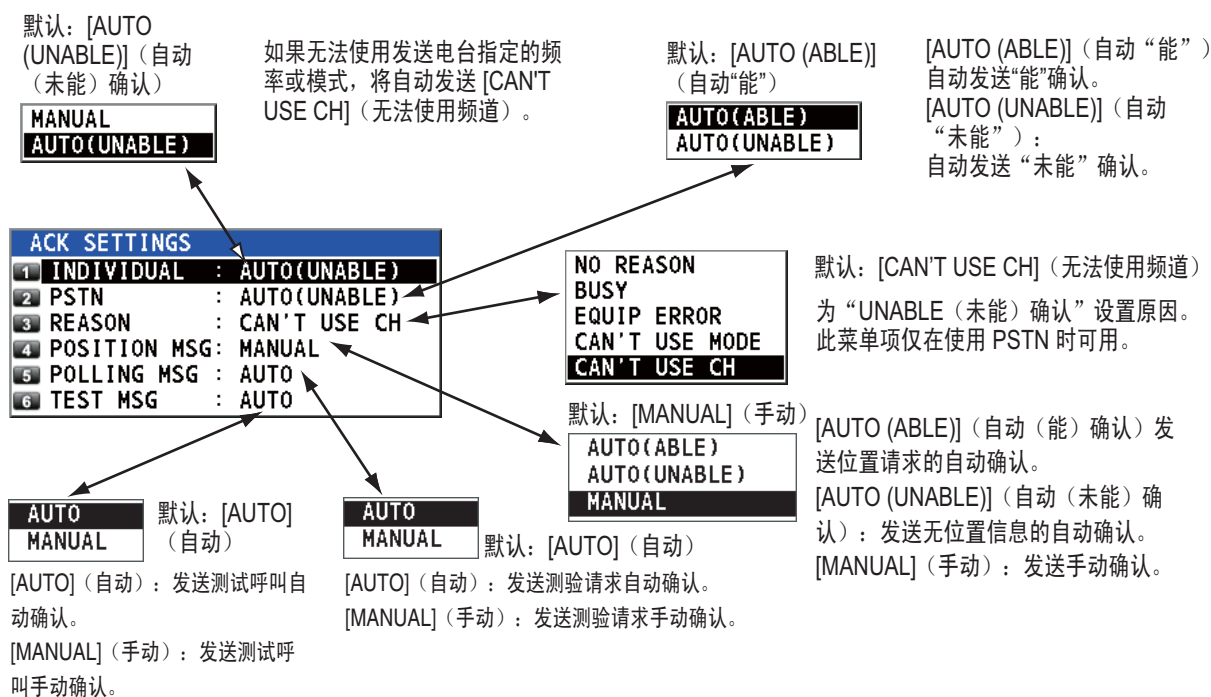 默认：[AUTO
(UNABLE)]（自动
（未能）确认）
MANUAL
AUTO(UNABLE)
如果无法使用发送电台指定的频
率或模式，将自动发送 [CAN'T
USE CH]（无法使用频道）。
默认：[AUTO (ABLE)]
（自动“能”）
AUTO(ABLE)
AUTO(UNABLE)
[AUTO (ABLE)]（自动“能”）
自动发送“能”确认。
[AUTO (UNABLE)]（自动
“未能”）：
自动发送“未能”确认。
ACK SETTINGS
1 INDIVIDUAL : AUTO(UNABLE)
2 PSTN : AUTO(UNABLE)
3 REASON : CAN'T USE CH
4 POSITION MSG: MANUAL
5 POLLING MSG : AUTO
6 TEST MSG : AUTO
NO REASON
BUSY
EQUIP ERROR
CAN'T USE MODE
CAN'T USE CH
默认：[CAN’T USE CH]（无法使用频道）
为“UNABLE（未能）确认”设置原因。
此菜单项仅在使用 PSTN 时可用。
默认：[MANUAL]（手动）
AUTO(ABLE)
AUTO(UNABLE)
MANUAL
[AUTO (ABLE)]（自动（能）确认）发
送位置请求的自动确认。
[AUTO (UNABLE)]（自动（未能）确
认）：发送无位置信息的自动确认。
[MANUAL]（手动）：发送手动确认。
AUTO
MANUAL
默认：[AUTO]
（自动）
[AUTO]（自动）：发送测试呼叫自
动确认。
[MANUAL]（手动）：发送测试呼
叫手动确认。
AUTO
MANUAL
默认：[AUTO]（自动）
[AUTO]（自动）：发送测验请求自动确认。
[MANUAL]（手动）：发送测验请求手动确认。